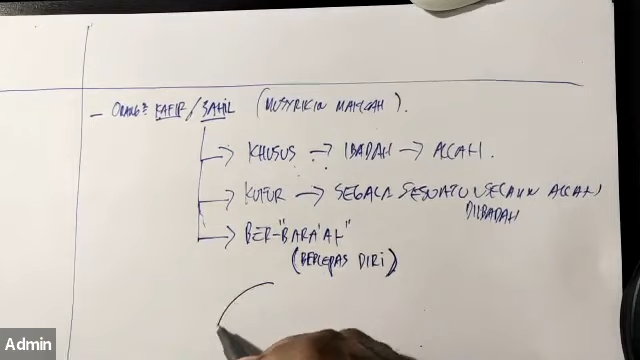 - ORANG² KAFIR / JAHIL (MUSYRIKIN MAKKAH).
→ KHUSUS → IBADAH → ALLAH.
→ KUFUR → SEGALA SESUATU (SELAIN ALLAH)
DIIBADAH
→ BER-"BARA'AH"
(BERLEPAS DIRI)
Admin